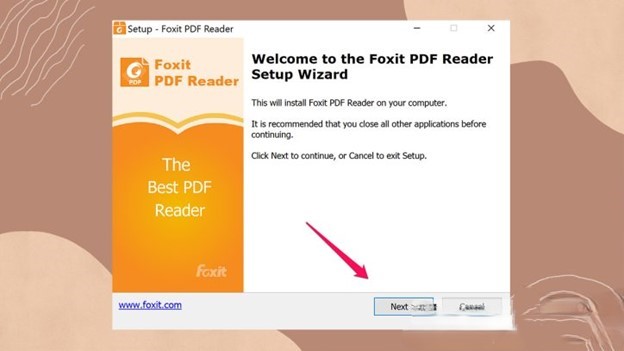 Setup - Foxit PDF Reader
Foxit
PDF Reader
PDF
The
Best PDF
Reader
foxit
Welcome to the Foxit PDF Reader
Setup Wizard
This will install Foxit PDF Reader on your computer.
It is recommended that you close all other applications before
continuing.
Click Next to continue, or Cancel to exit Setup.
www.foxit.com
Next
Cancel